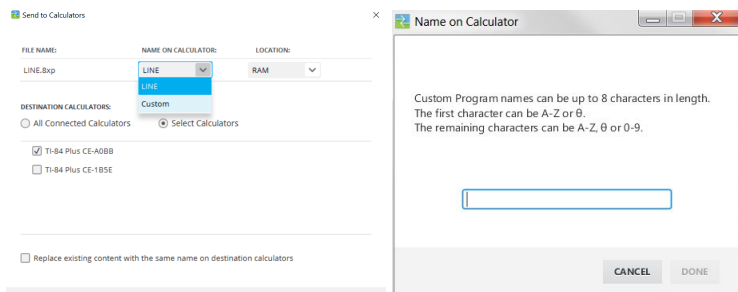 Send to Calculators
FILE NAME: NAME ON CALCULATOR: LOCATION:
LINE.8xp LINE RAM
LINE
Custom
DESTINATION CALCULATORS:
All Connected Calculators Select Calculators
TI-84 Plus CE-A0BB
TI-84 Plus CE-1B5E
Replace existing content with the same name on destination calculators
Name on Calculator
Custom Program names can be up to 8 characters in length.
The first character can be A-Z or θ.
The remaining characters can be A-Z, θ or 0-9.
CANCEL DONE